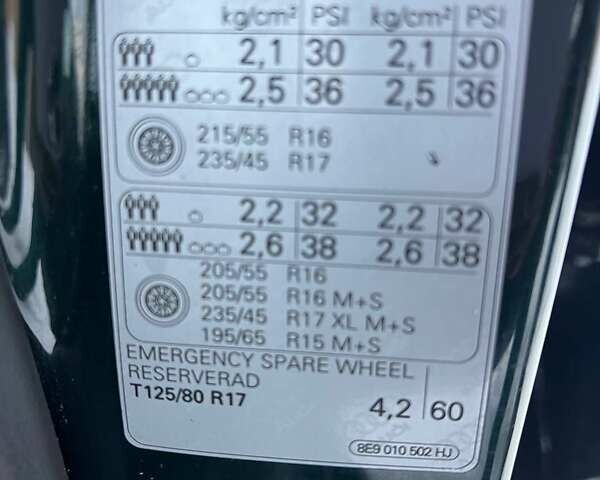 kg/cm² PSI kg/cm² PSI
2,1 30 2,1 30
2,5 36 2,5 36
215/55 R16
235/45 R17
2,2 32 2,2 32
2,6 38 2,6 38
205/55 R16
205/55 R16 M+S
235/45 R17 XL M+S
195/65 R15 M+S
EMERGENCY SPARE WHEEL
RESERVERAD
T125/80 R17 4,2 60
8E9 010 502 HJ